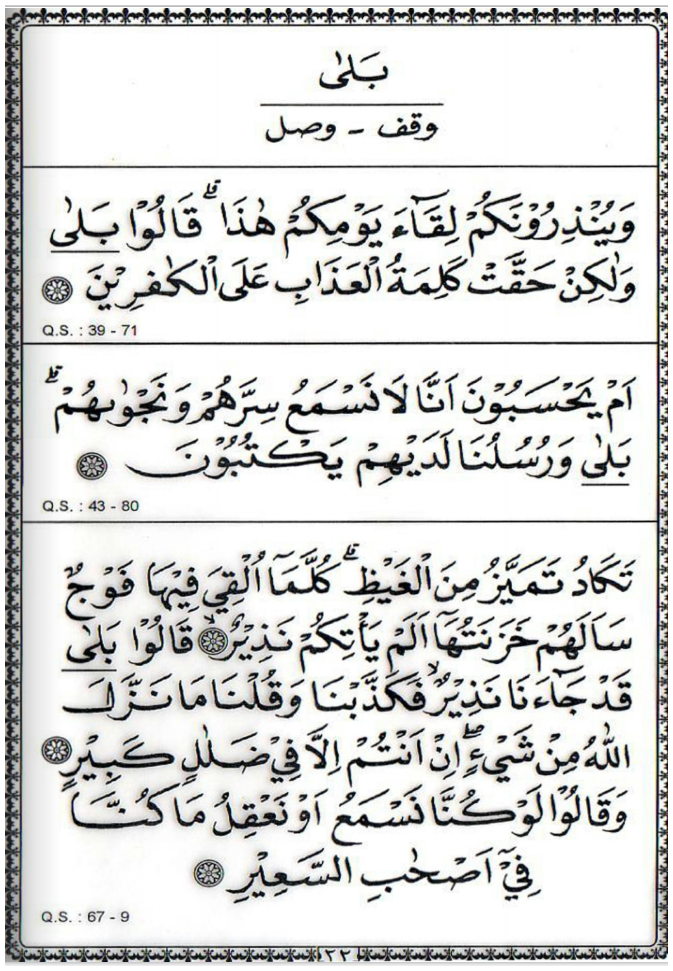 بَلٰى
وقف - وصل
وَيُنْذِرُوْنَكُمْ لِقَآءَ يَوْمِكُمْ هٰذَا ۗ قَالُوْا بَلٰى
وَلٰكِنْ حَقَّتْ كَلِمَةُ الْعَذَابِ عَلَى الْكٰفِرِيْنَ
Q.S. : 39 - 71
اَمْ يَحْسَبُوْنَ اَنَّا لَا نَسْمَعُ سِرَّهُمْ وَنَجْوٰىهُمْ ۗ
بَلٰى وَرُسُلُنَا لَدَيْهِمْ يَكْتُبُوْنَ
Q.S. : 43 - 80
تَكَادُ تَمَيَّزُ مِنَ الْغَيْظِ ۗ كُلَّمَآ اُلْقِيَ فِيْهَا فَوْجٌ
سَاَلَهُمْ خَزَنَتُهَآ اَلَمْ يَأْتِكُمْ نَذِيْرٌ قَالُوْا بَلٰى
قَدْ جَآءَنَا نَذِيْرٌ ۙ فَكَذَّبْنَا وَقُلْنَا مَا نَزَّلَ
اللّٰهُ مِنْ شَيْءٍ ۖ اِنْ اَنْتُمْ اِلَّا فِيْ ضَلٰلٍ كَبِيْرٍ
وَقَالُوْا لَوْ كُنَّا نَسْمَعُ اَوْ نَعْقِلُ مَا كُنَّا
فِيْٓ اَصْحٰبِ السَّعِيْرِ
Q.S. : 67 - 9
١٢٢